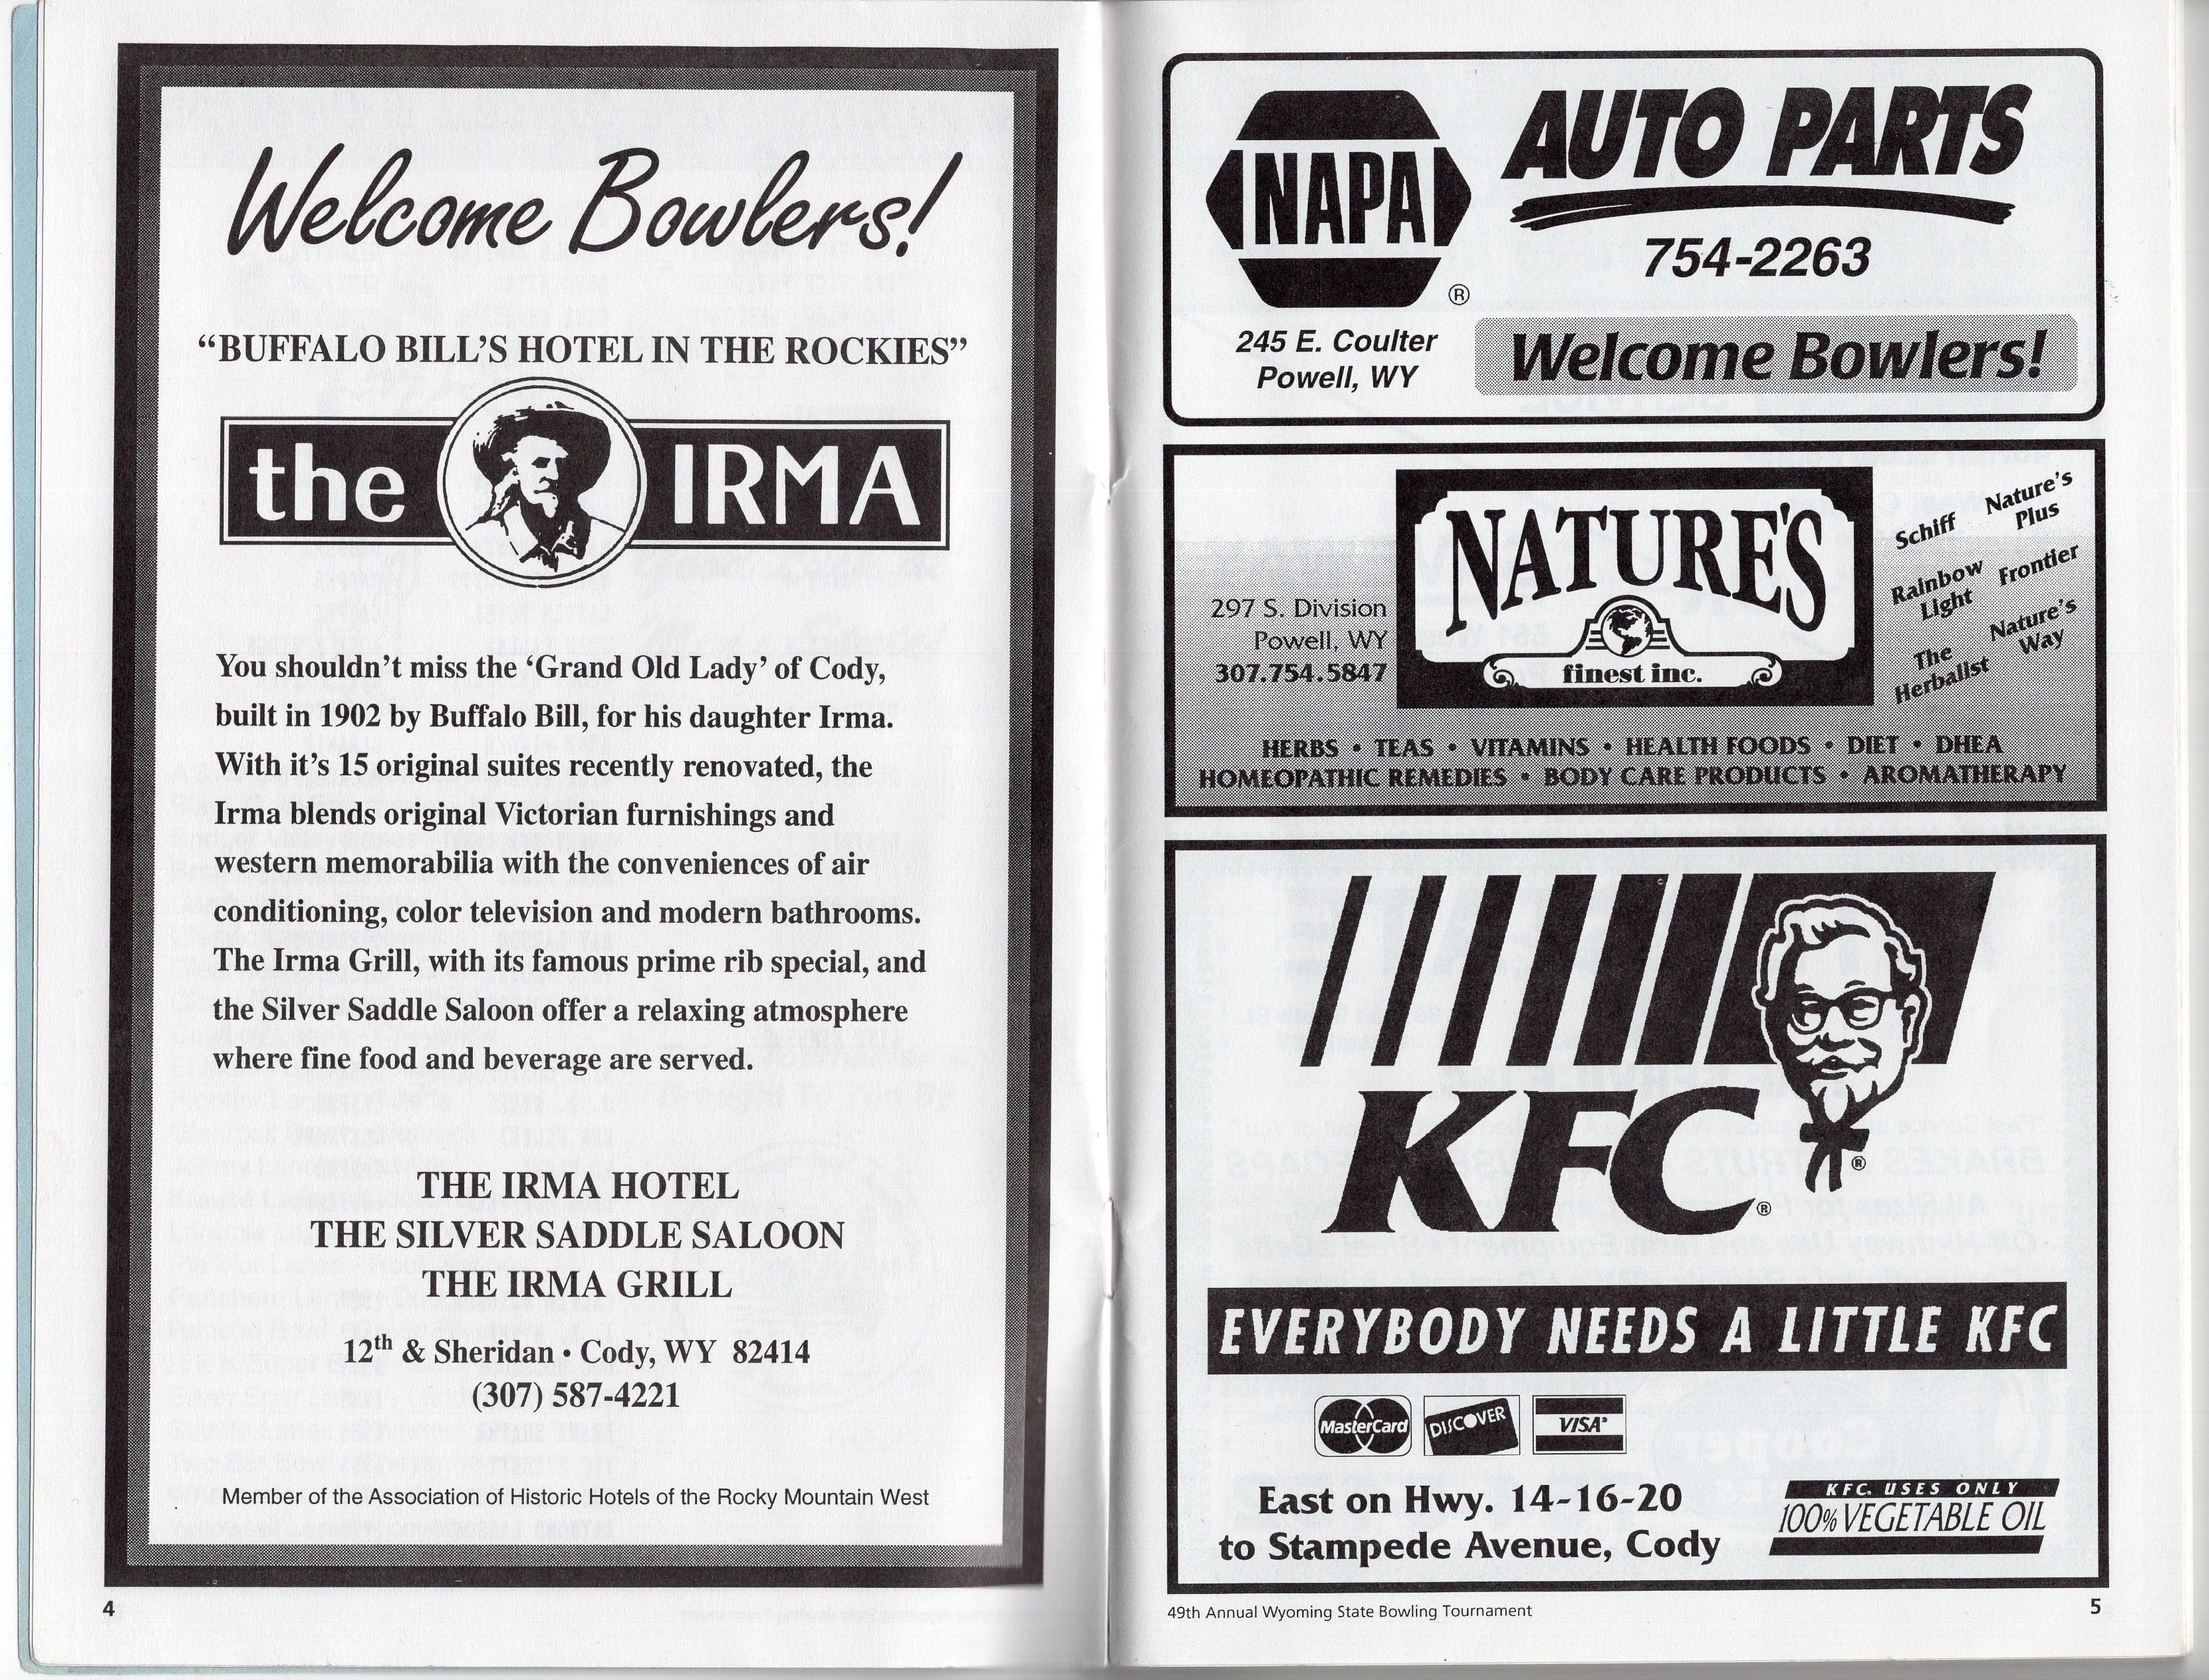 Welcome Bowlers!
“BUFFALO BILL’S HOTEL IN THE ROCKIES”
the IRMA
You shouldn’t miss the ‘Grand Old Lady’ of Cody,
built in 1902 by Buffalo Bill, for his daughter Irma.
With it’s 15 original suites recently renovated, the
Irma blends original Victorian furnishings and
western memorabilia with the conveniences of air
conditioning, color television and modern bathrooms.
The Irma Grill, with its famous prime rib special, and
the Silver Saddle Saloon offer a relaxing atmosphere
where fine food and beverage are served.
THE IRMA HOTEL
THE SILVER SADDLE SALOON
THE IRMA GRILL
12th & Sheridan • Cody, WY 82414
(307) 587-4221
Member of the Association of Historic Hotels of the Rocky Mountain West
4
NAPA ®
AUTO PARTS
754-2263
245 E. Coulter
Powell, WY
Welcome Bowlers!
297 S. Division
Powell, WY
307.754.5847
NATURE'S
finest inc.
Schiff
Nature's
Plus
Rainbow
Light
Frontier
The
Herbalist
Nature's
Way
HERBS • TEAS • VITAMINS • HEALTH FOODS • DIET • DHEA
HOMEOPATHIC REMEDIES • BODY CARE PRODUCTS • AROMATHERAPY
®
KFC ®
EVERYBODY NEEDS A LITTLE KFC
MasterCard DISCOVER VISA®
East on Hwy. 14-16-20
to Stampede Avenue, Cody
KFC. USES ONLY
100% VEGETABLE OIL
49th Annual Wyoming State Bowling Tournament
5